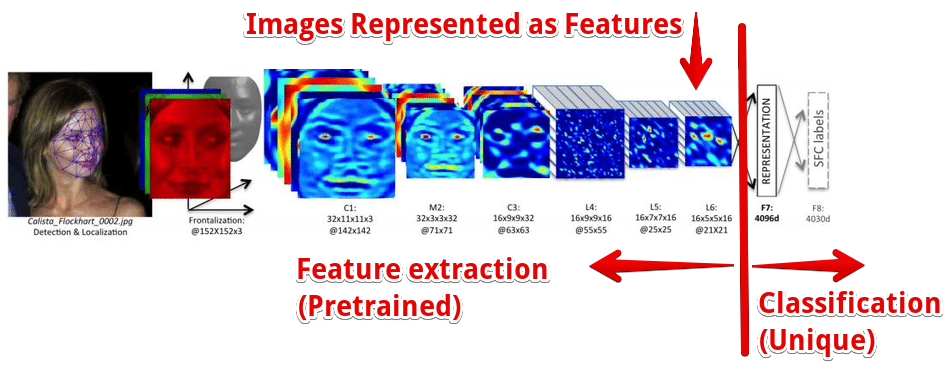 Images Represented as Features
Calista_Flockhart_0002.jpg
Detection & Localization
Frontalization:
@152X152x3
C1:
32x11x11x3
@142x142
M2:
32x3x3x32
@71x71
C3:
16x9x9x32
@63x63
L4:
16x9x9x16
@55x55
L5:
16x7x7x16
@25x25
L6:
16x5x5x16
@21X21
REPRESENTATION
F7:
4096d
SFC labels
F8:
4030d
Feature extraction
(Pretrained)
Classification
(Unique)